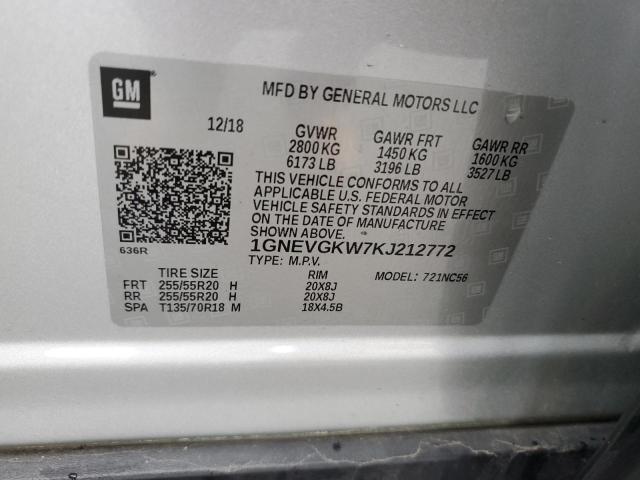 GM
MFD BY GENERAL MOTORS LLC
12/18 GVWR GAWR FRT GAWR RR
2800 KG 1450 KG 1600 KG
6173 LB 3196 LB 3527 LB
THIS VEHICLE CONFORMS TO ALL
APPLICABLE U.S. FEDERAL MOTOR
VEHICLE SAFETY STANDARDS IN EFFECT
ON THE DATE OF MANUFACTURE
SHOWN ABOVE.
636R
1GNEVGKW7KJ212772
TYPE: M.P.V. MODEL: 721NC56
TIRE SIZE RIM
FRT 255/55R20 H 20X8J
RR 255/55R20 H 20X8J
SPA T135/70R18 M 18X4.5B